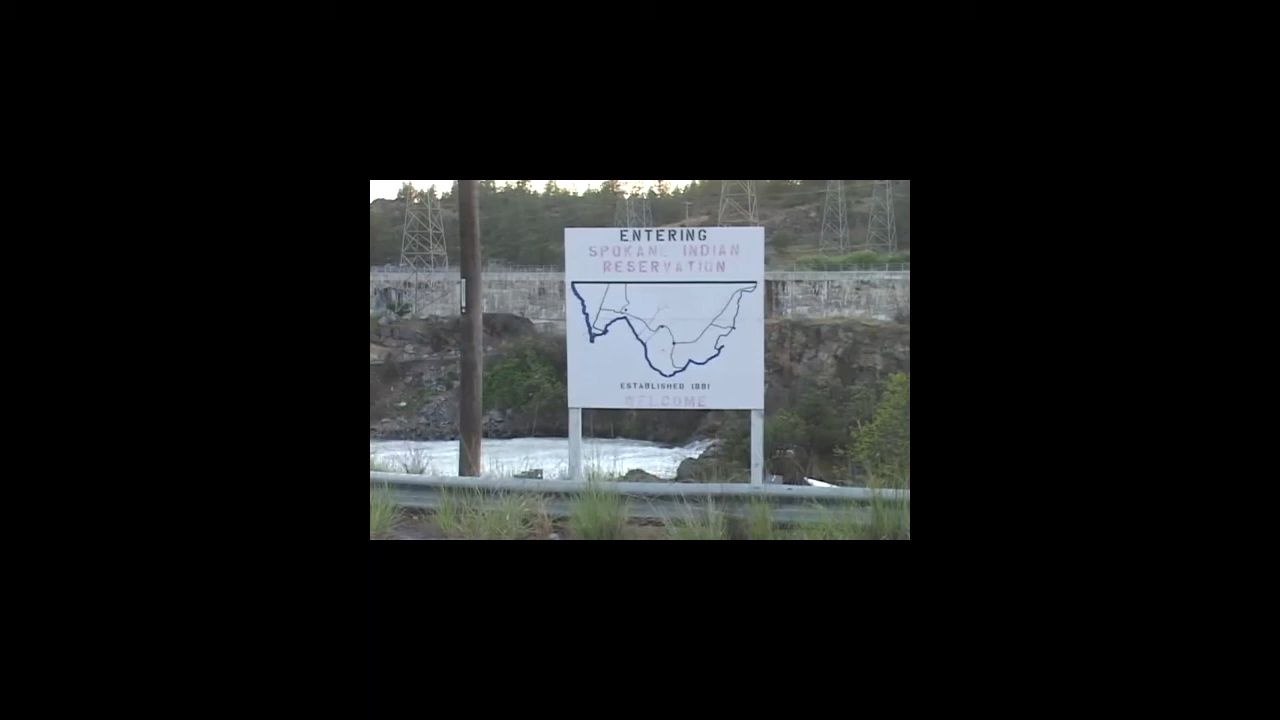 ENTERING
SPOKANE INDIAN
RESERVATION
ESTABLISHED 1881
WELCOME